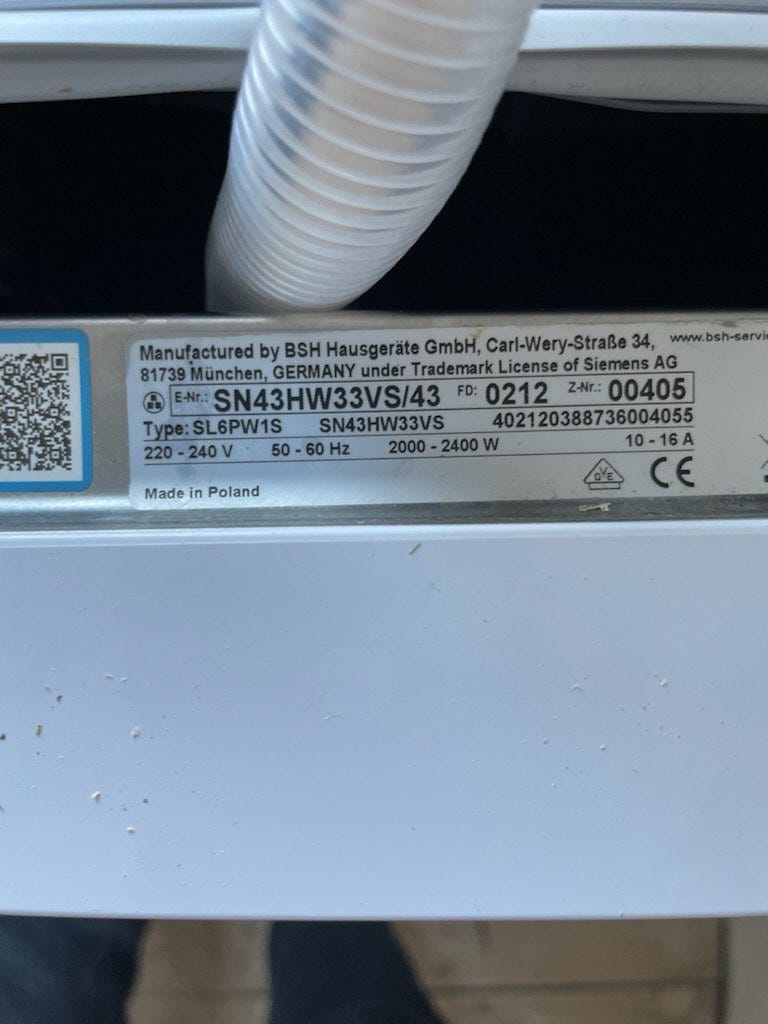 Manufactured by BSH Hausgeräte GmbH, Carl-Wery-Straße 34,
81739 München, GERMANY under Trademark License of Siemens AG
E-Nr.: SN43HW33VS/43 FD: 0212 Z-Nr.: 00405
Type: SL6PW1S SN43HW33VS 402120388736004055
220 - 240 V 50 - 60 Hz 2000 - 2400 W 10 - 16 A
DVE CE
Made in Poland